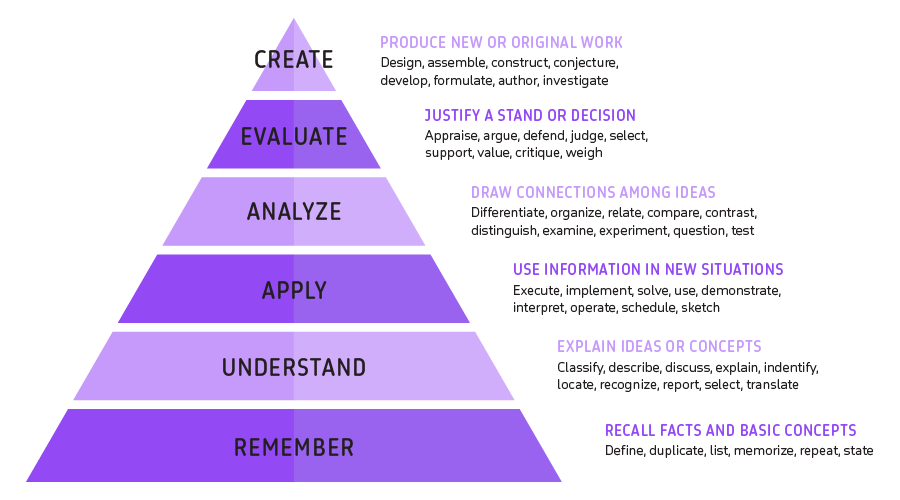 CREATE
PRODUCE NEW OR ORIGINAL WORK
Design, assemble, construct, conjecture,
develop, formulate, author, investigate
EVALUATE
JUSTIFY A STAND OR DECISION
Appraise, argue, defend, judge, select,
support, value, critique, weigh
ANALYZE
DRAW CONNECTIONS AMONG IDEAS
Differentiate, organize, relate, compare, contrast,
distinguish, examine, experiment, question, test
APPLY
USE INFORMATION IN NEW SITUATIONS
Execute, implement, solve, use, demonstrate,
interpret, operate, schedule, sketch
UNDERSTAND
EXPLAIN IDEAS OR CONCEPTS
Classify, describe, discuss, explain, indentify,
locate, recognize, report, select, translate
REMEMBER
RECALL FACTS AND BASIC CONCEPTS
Define, duplicate, list, memorize, repeat, state